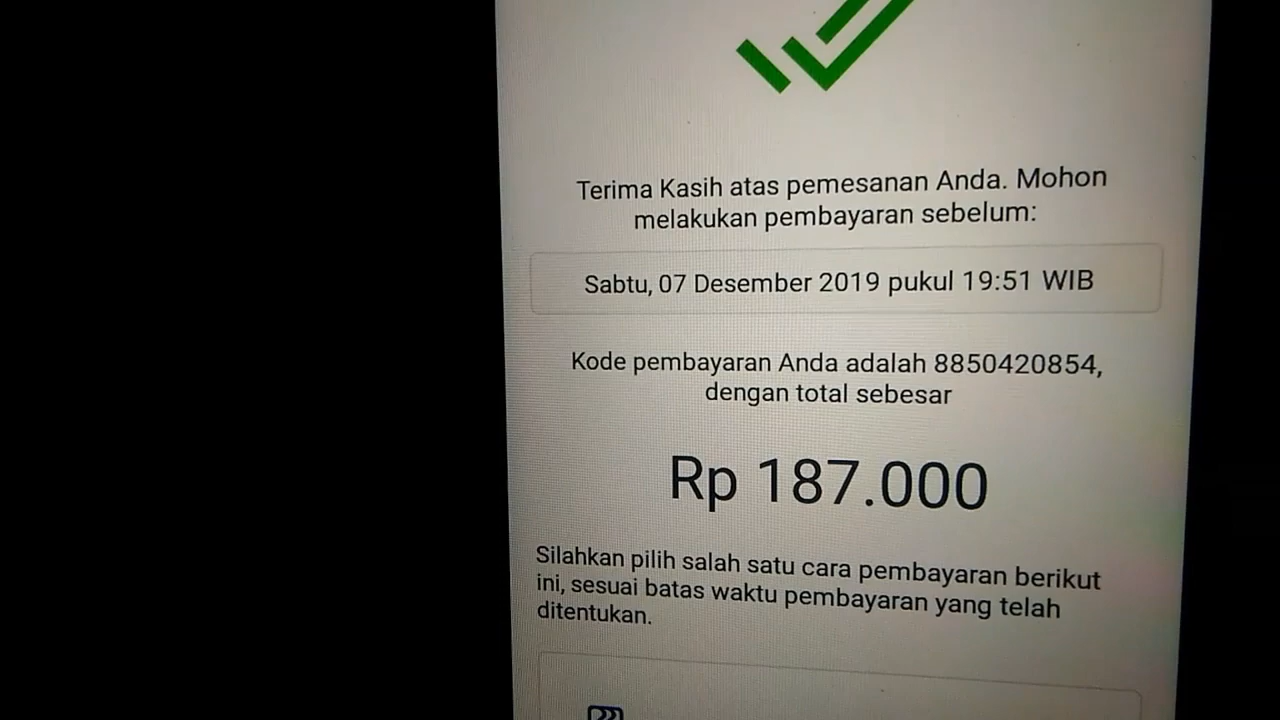 Terima Kasih atas pemesanan Anda. Mohon
melakukan pembayaran sebelum:
Sabtu, 07 Desember 2019 pukul 19:51 WIB
Kode pembayaran Anda adalah 8850420854,
dengan total sebesar
Rp 187.000
Silahkan pilih salah satu cara pembayaran berikut
ini, sesuai batas waktu pembayaran yang telah
ditentukan.